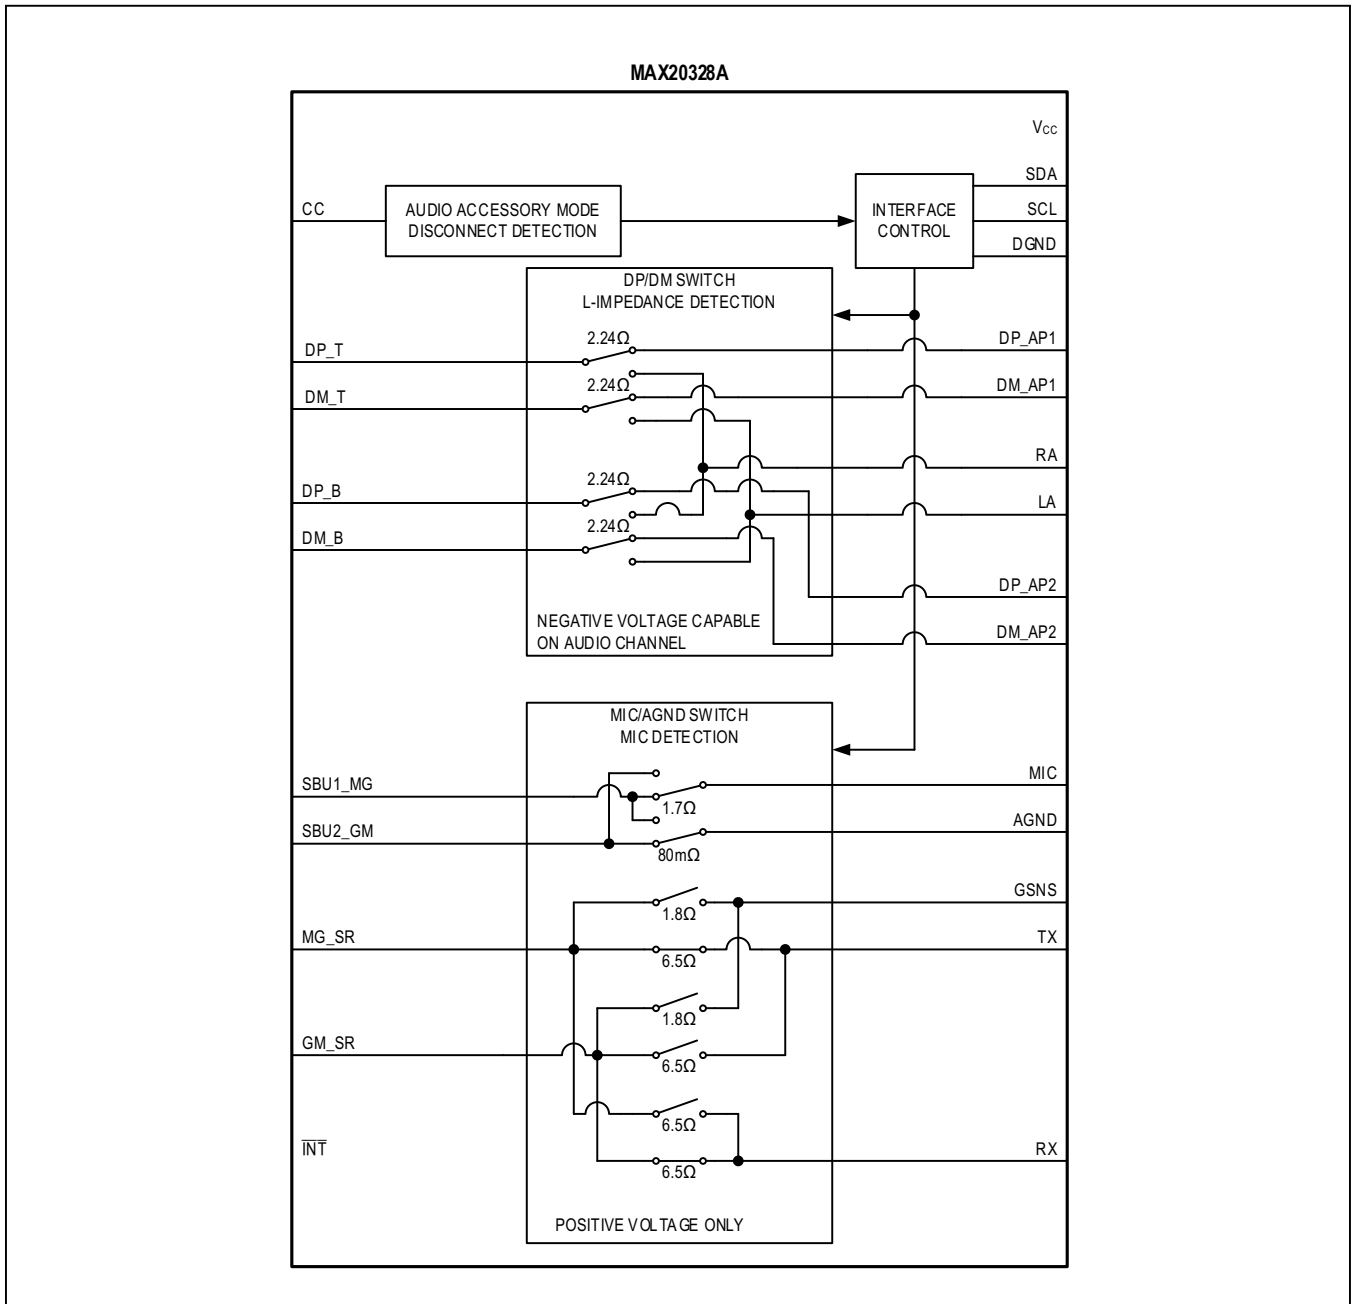 MAX20328A
VCC
SDA
CC
AUDIO ACCESSORY MODE
DISCONNECT DETECTION
INTERFACE
CONTROL
SCL
DGND
DP/DM SWITCH
L-IMPEDANCE DETECTION
2.24Ω
DP_AP1
DP_T
2.24Ω
DM_AP1
DM_T
RA
2.24Ω
DP_B
LA
2.24Ω
DM_B
DP_AP2
NEGATIVE VOLTAGE CAPABLE
ON AUDIO CHANNEL
DM_AP2
MIC/AGND SWITCH
MIC DETECTION
MIC
SBU1_MG
1.7Ω
AGND
SBU2_GM
80mΩ
GSNS
1.8Ω
MG_SR
TX
6.5Ω
1.8Ω
GM_SR
6.5Ω
6.5Ω
INT
RX
6.5Ω
POSITIVE VOLTAGE ONLY